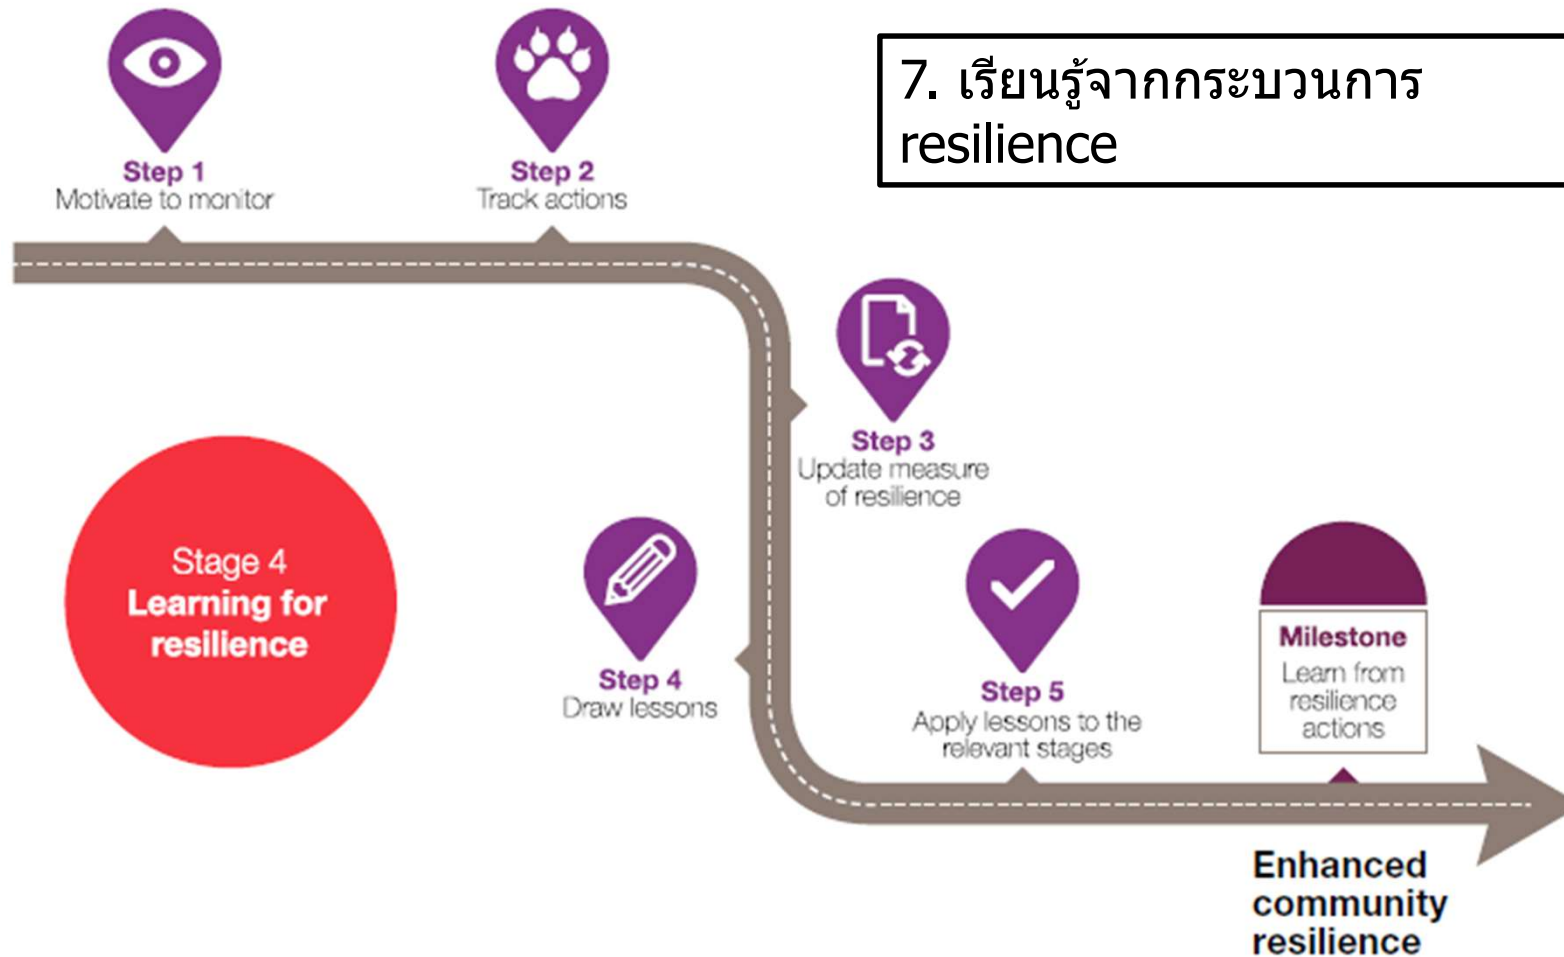 7. เรียนรู้จากกระบวนการ
resilience
Step 1
Motivate to monitor
Step 2
Track actions
Step 3
Update measure
of resilience
Stage 4
Learning for
resilience
Step 4
Draw lessons
Step 5
Apply lessons to the
relevant stages
Milestone
Learn from
resilience
actions
Enhanced
community
resilience